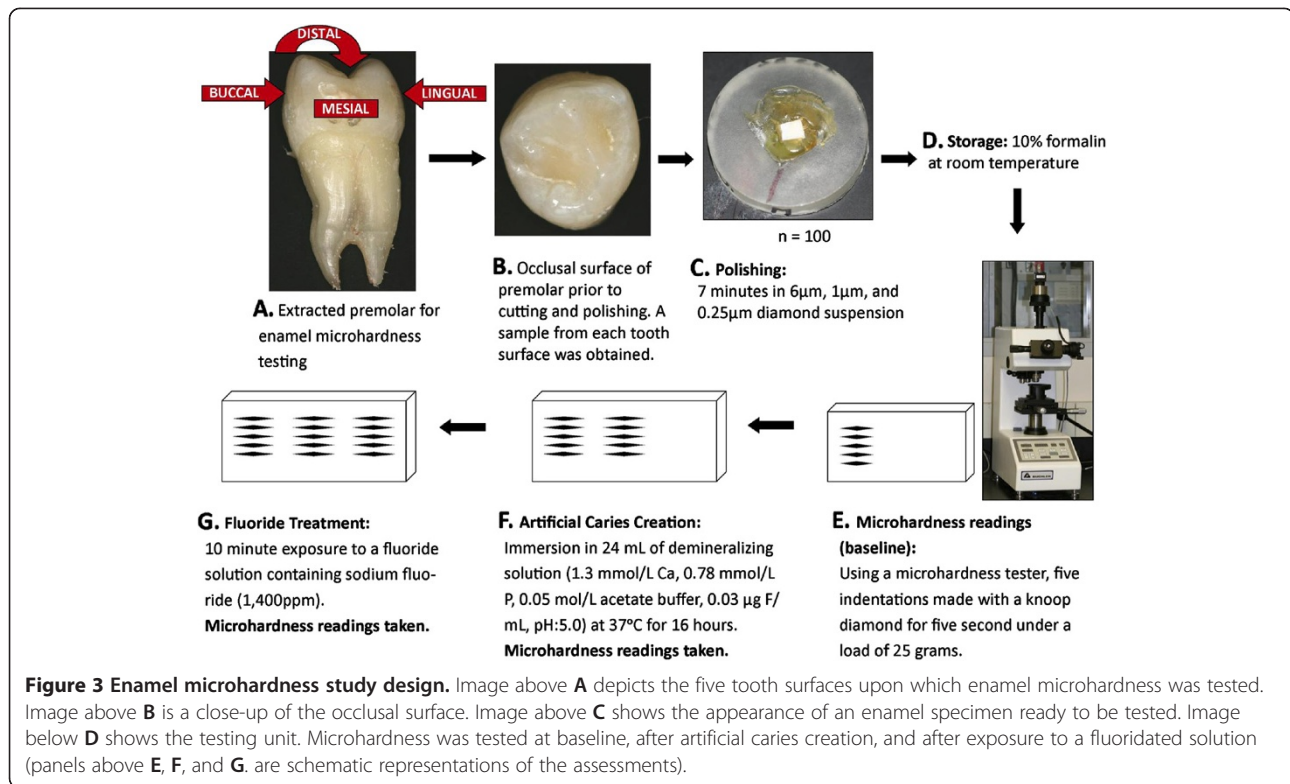 DISTAL
BUCCAL
LINGUAL
MESIAL
n = 100
A. Extracted premolar for
enamel microhardness
testing
B. Occlusal surface of
premolar prior to
cutting and polishing. A
sample from each tooth
surface was obtained.
C. Polishing:
7 minutes in 6µm, 1µm, and
0.25µm diamond suspension
D. Storage: 10% formalin
at room temperature
E. Microhardness readings
(baseline):
Using a microhardness tester, five
indentations made with a knoop
diamond for five second under a
load of 25 grams.
F. Artificial Caries Creation:
Immersion in 24 mL of demineralizing
solution (1.3 mmol/L Ca, 0.78 mmol/L
P, 0.05 mol/L acetate buffer, 0.03 µg F/
mL, pH:5.0) at 37°C for 16 hours.
Microhardness readings taken.
G. Fluoride Treatment:
10 minute exposure to a fluoride
solution containing sodium fluo-
ride (1,400ppm).
Microhardness readings taken.
Figure 3 Enamel microhardness study design. Image above A depicts the five tooth surfaces upon which enamel microhardness was tested.
Image above B is a close-up of the occlusal surface. Image above C shows the appearance of an enamel specimen ready to be tested. Image
below D shows the testing unit. Microhardness was tested at baseline, after artificial caries creation, and after exposure to a fluoridated solution
(panels above E, F, and G. are schematic representations of the assessments).